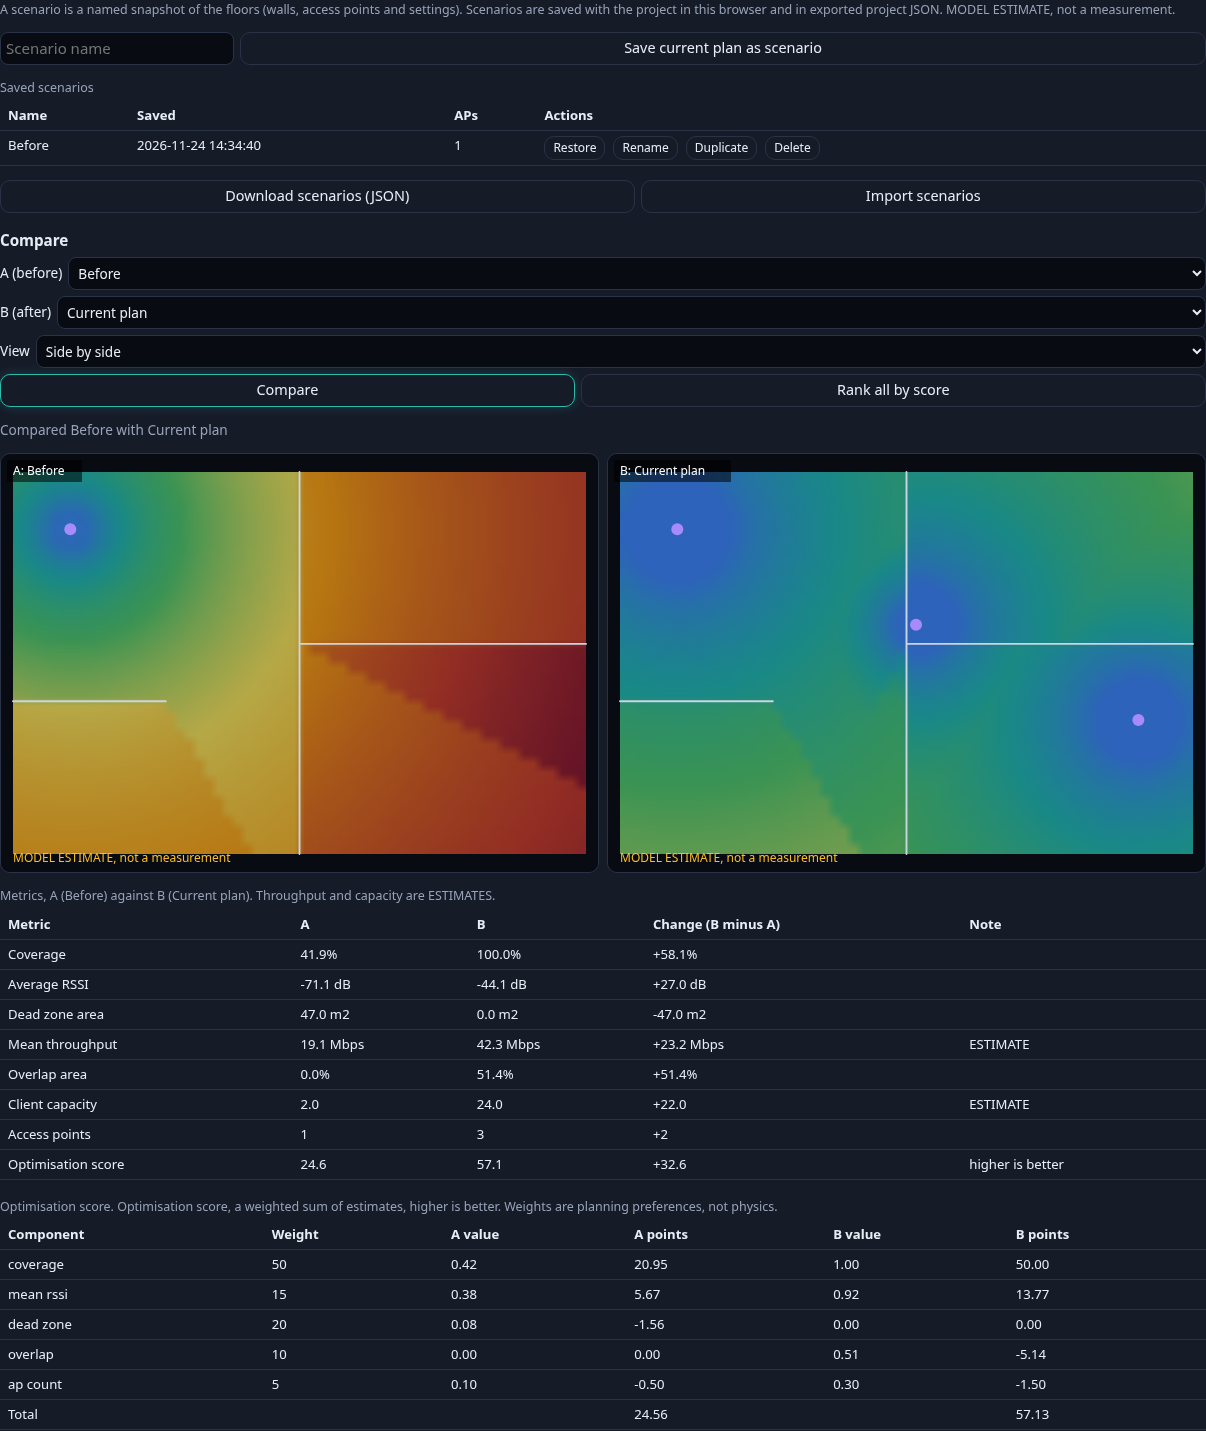 A scenario is a named snapshot of the floors (walls, access points and settings). Scenarios are saved with the project in this browser and in exported project JSON. MODEL ESTIMATE, not a measurement.
Scenario name
Save current plan as scenario
Saved scenarios
Name Saved APs Actions
Before 2026-11-24 14:34:40 1 Restore Rename Duplicate Delete
Download scenarios (JSON) Import scenarios
Compare
A (before) Before
B (after) Current plan
View Side by side
Compare Rank all by score
Compared Before with Current plan
A: Before
MODEL ESTIMATE, not a measurement
B: Current plan
MODEL ESTIMATE, not a measurement
Metrics, A (Before) against B (Current plan). Throughput and capacity are ESTIMATES.
Metric A B Change (B minus A) Note
Coverage 41.9% 100.0% +58.1%
Average RSSI -71.1 dB -44.1 dB +27.0 dB
Dead zone area 47.0 m2 0.0 m2 -47.0 m2
Mean throughput 19.1 Mbps 42.3 Mbps +23.2 Mbps ESTIMATE
Overlap area 0.0% 51.4% +51.4%
Client capacity 2.0 24.0 +22.0 ESTIMATE
Access points 1 3 +2
Optimisation score 24.6 57.1 +32.6 higher is better
Optimisation score. Optimisation score, a weighted sum of estimates, higher is better. Weights are planning preferences, not physics.
Component Weight A value A points B value B points
coverage 50 0.42 20.95 1.00 50.00
mean rssi 15 0.38 5.67 0.92 13.77
dead zone 20 0.08 -1.56 0.00 0.00
overlap 10 0.00 0.00 0.51 -5.14
ap count 5 0.10 -0.50 0.30 -1.50
Total 24.56 57.13